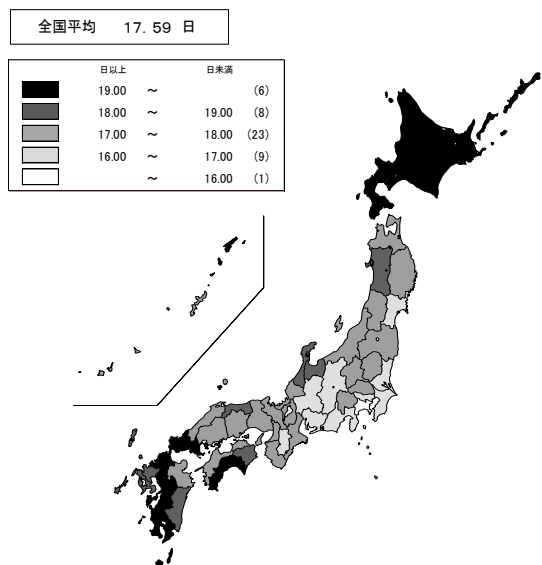 全国平均 17.59 日
日以上 日未満
19.00 ～ (6)
18.00 ～ 19.00 (8)
17.00 ～ 18.00 (23)
16.00 ～ 17.00 (9)
～ 16.00 (1)